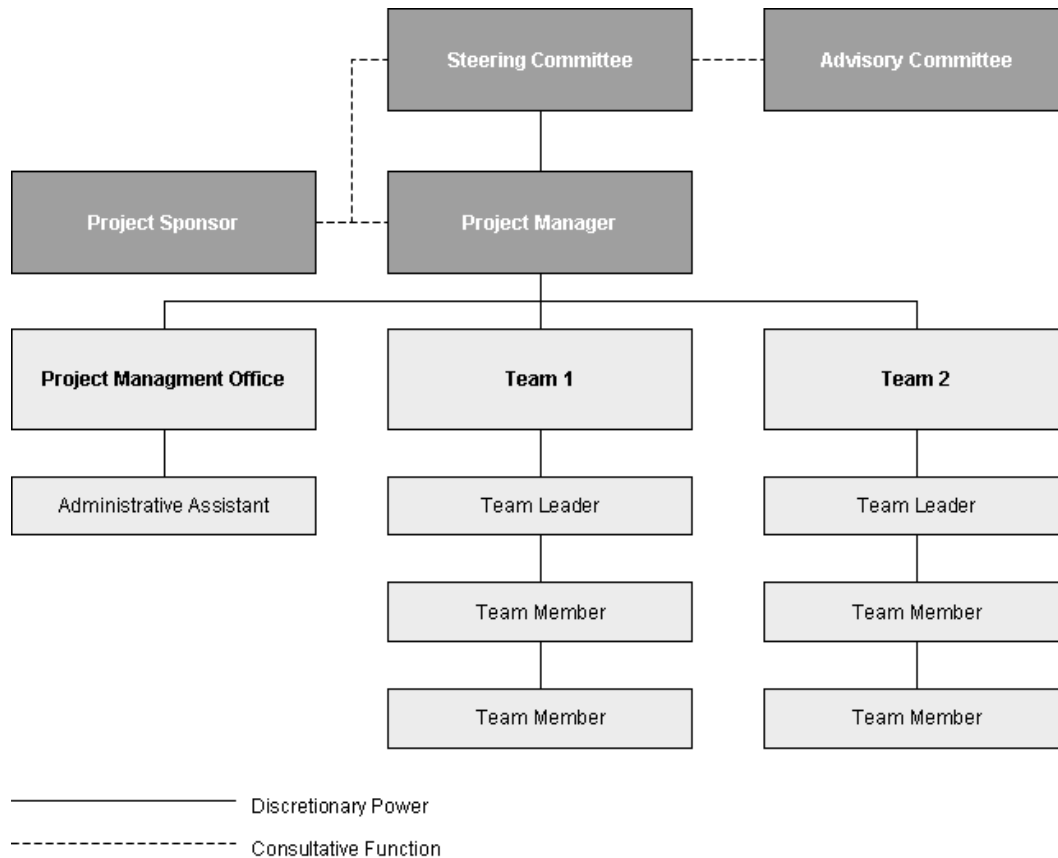 Steering Committee
Advisory Committee
Project Sponsor
Project Manager
Project Managment Office
Team 1
Team 2
Administrative Assistant
Team Leader
Team Leader
Team Member
Team Member
Team Member
Team Member
Discretionary Power
Consultative Function